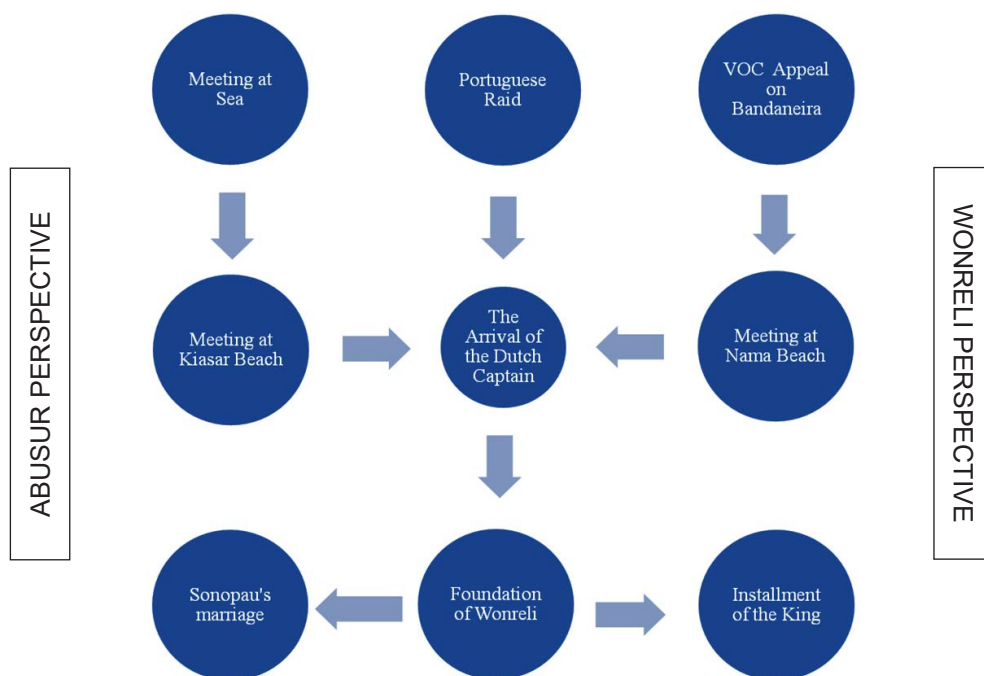 Meeting at
Sea
Portuguese
Raid
VOC Appeal
on
Bandaneira
ABUSUR PERSPECTIVE
WONRELI PERSPECTIVE
Meeting at
Kiasar Beach
The
Arrival of
the Dutch
Captain
Meeting at
Nama Beach
Sonopau's
marriage
Foundation
of Wonreli
Installment
of the King